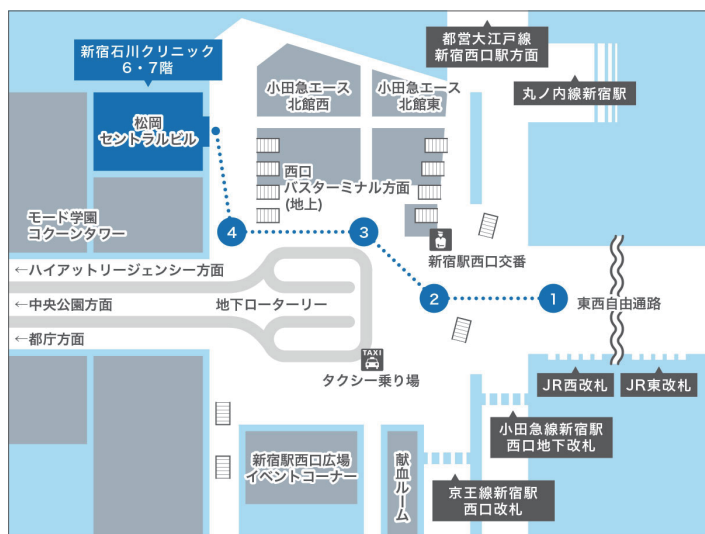 都営大江戸線
新宿西口駅方面
新宿石川クリニック
6・7階
小田急エース
北館西
小田急エース
北館東
丸ノ内線新宿駅
松岡
セントラルビル
西口
バスターミナル方面
(地上)
モード学園
コクーンタワー
4
3
新宿駅西口交番
←ハイアットリージェンシー方面
2
1
←中央公園方面
地下ローターリー
東西自由通路
←都庁方面
TAXI
タクシー乗り場
JR西改札
JR東改札
小田急線新宿駅
西口地下改札
新宿駅西口広場
イベントコーナー
献血ルーム
京王線新宿駅
西口改札